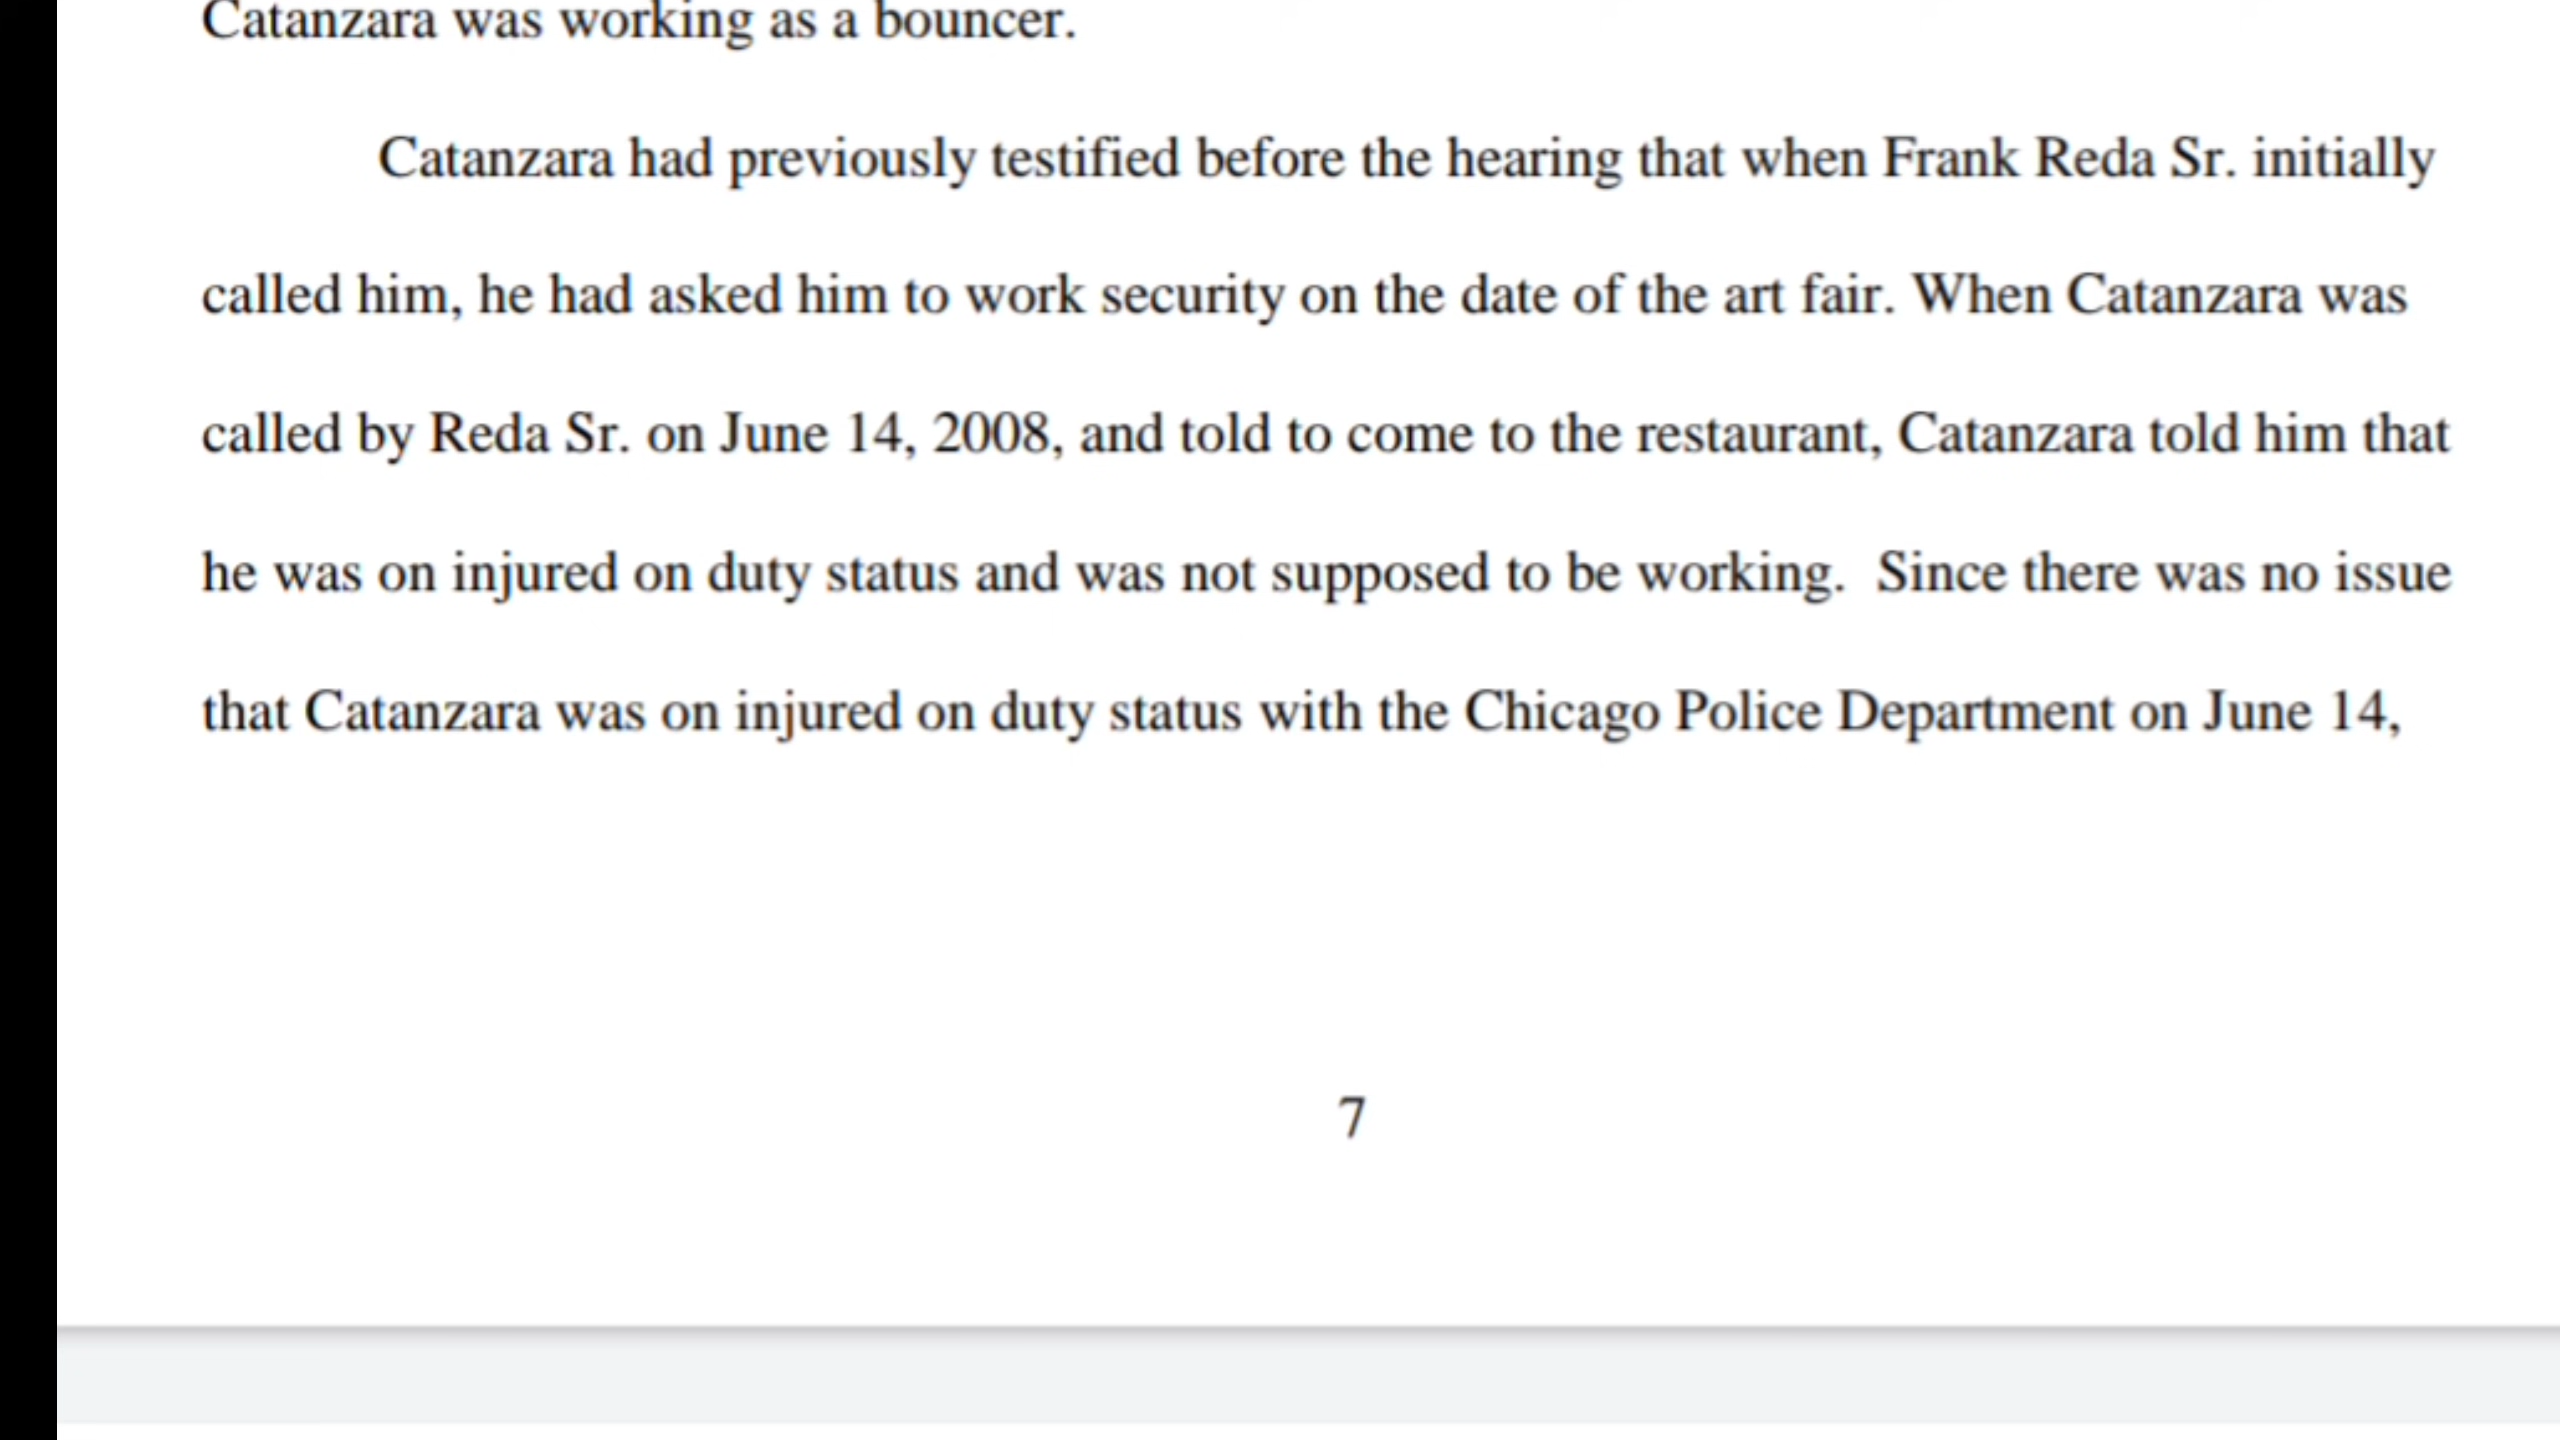 Catanzara was working as a bouncer.
Catanzara had previously testified before the hearing that when Frank Reda Sr. initially
called him, he had asked him to work security on the date of the art fair. When Catanzara was
called by Reda Sr. on June 14, 2008, and told to come to the restaurant, Catanzara told him that
he was on injured on duty status and was not supposed to be working.  Since there was no issue
that Catanzara was on injured on duty status with the Chicago Police Department on June 14,
7